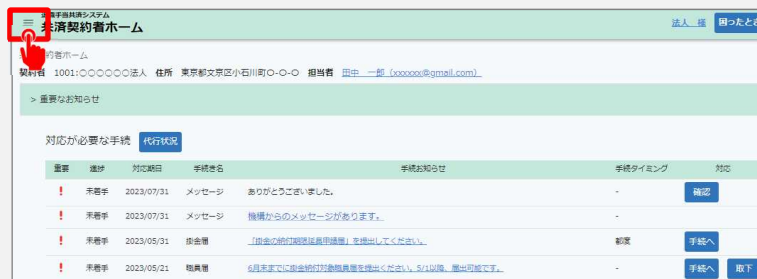 退職手当共済システム
共済契約者ホーム
法人 様 困ったとき
契約者ホーム
契約者 1001:〇〇〇〇〇〇法人 住所 東京都文京区小石川町O-O-O 担当者 田中 一郎 (xxxxxx@gmail.com)
> 重要なお知らせ
対応が必要な手続 代行状況
重要 進捗 対応期日 手続き名 手続お知らせ 手続タイミング 対応
! 未着手 2023/07/31 メッセージ ありがとうございました。 - 確認
! 未着手 2023/07/31 メッセージ 機構からのメッセージがあります。 -
! 未着手 2023/05/31 掛金届 「掛金の納付期限延長申請届」を提出してください。 都度 手続へ
! 未着手 2023/05/21 職員届 6月末までに掛金納付対象職員届を提出ください。5/1以降、届出可能です。 手続へ 取下